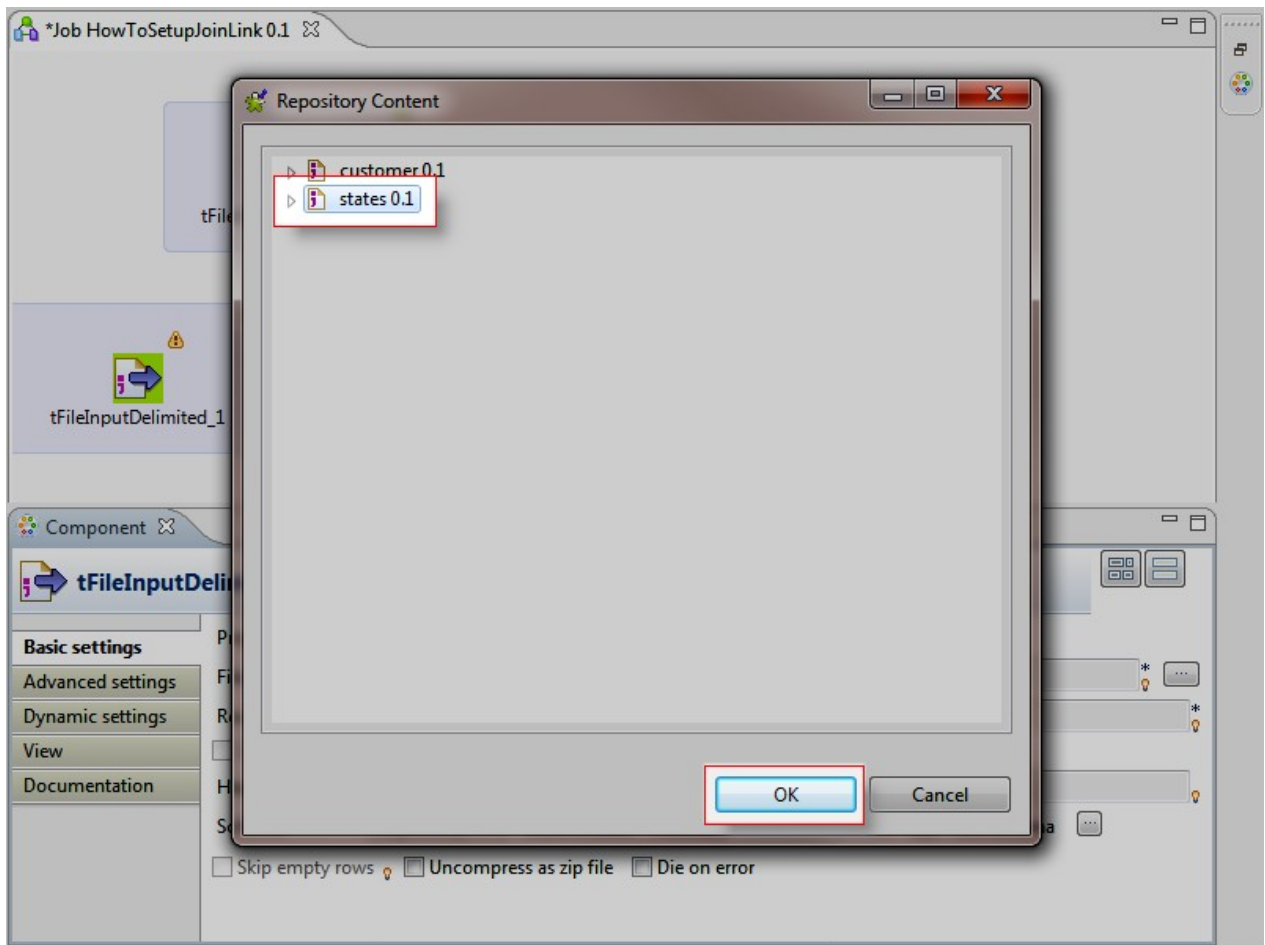 *Job HowToSetupJoinLink 0.1
Repository Content
customer 0.1
states 0.1
tFile
tFileInputDelimited_1
Component
tFileInputDeli
Basic settings
Advanced settings
Dynamic settings
View
Documentation
OK
Cancel
Skip empty rows Uncompress as zip file Die on error